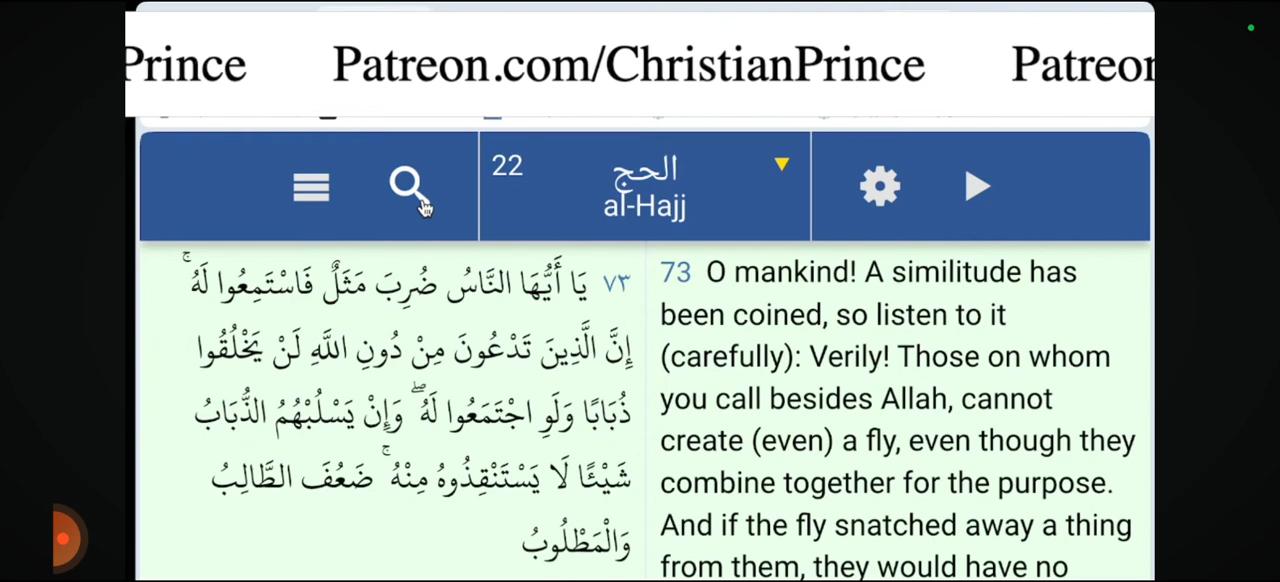 Prince Patreon.com/ChristianPrince Patreon
22
الحج
al-Hajj
٧٣ يَا أَيُّهَا النَّاسُ ضُرِبَ مَثَلٌ فَاسْتَمِعُوا لَهُ ۚ
إِنَّ الَّذِينَ تَدْعُونَ مِنْ دُونِ اللَّهِ لَنْ يَخْلُقُوا
ذُبَابًا وَلَوِ اجْتَمَعُوا لَهُ ۖ وَإِنْ يَسْلُبْهُمُ الذُّبَابُ
شَيْئًا لَا يَسْتَنْقِذُوهُ مِنْهُ ۚ ضَعُفَ الطَّالِبُ
وَالْمَطْلُوبُ
73 O mankind! A similitude has
been coined, so listen to it
(carefully): Verily! Those on whom
you call besides Allah, cannot
create (even) a fly, even though they
combine together for the purpose.
And if the fly snatched away a thing
from them, they would have no